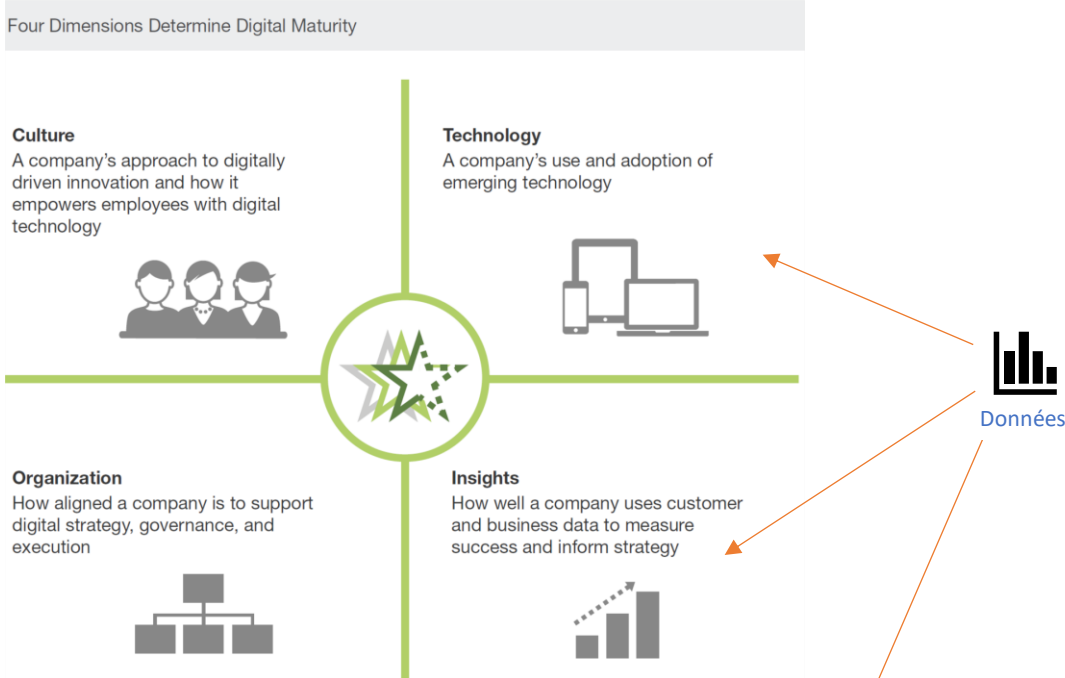 Four Dimensions Determine Digital Maturity
Culture
A company's approach to digitally
driven innovation and how it
empowers employees with digital
technology
Technology
A company's use and adoption of
emerging technology
Données
Organization
How aligned a company is to support
digital strategy, governance, and
execution
Insights
How well a company uses customer
and business data to measure
success and inform strategy